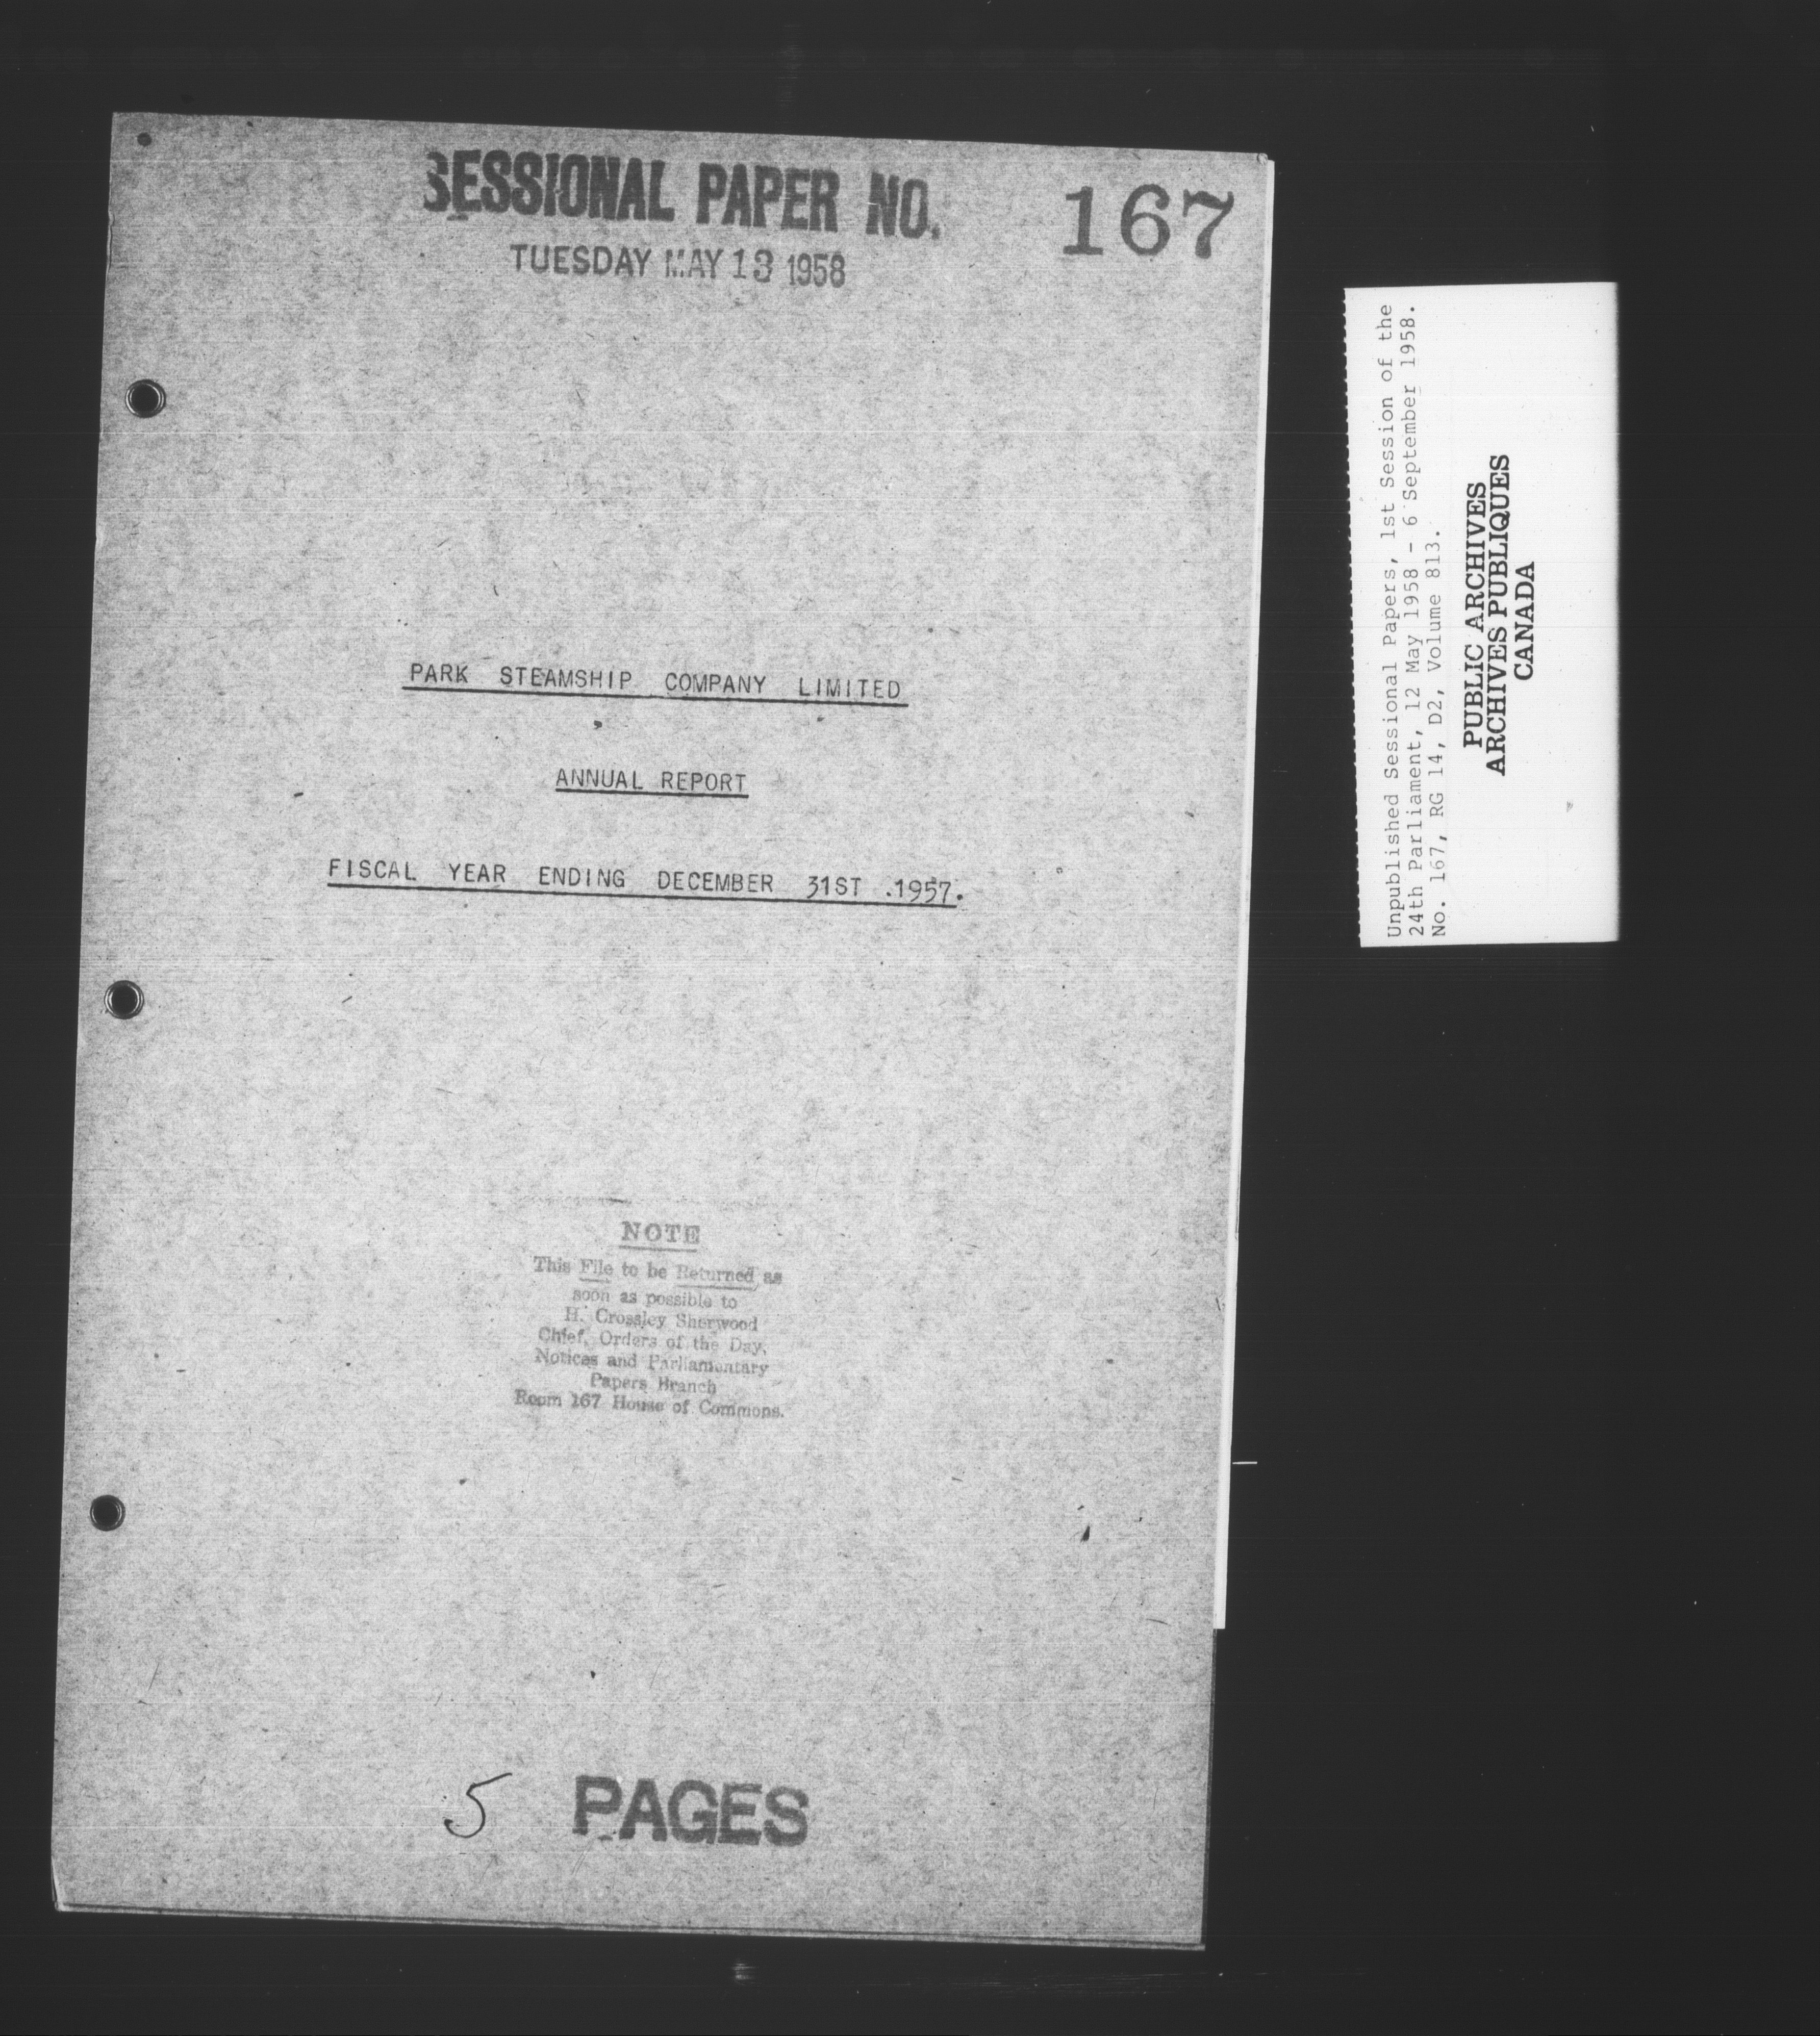 SESSIONAL PAPER NO. 167
TUESDAY MAY 13 1958
PARK STEAMSHIP COMPANY LIMITED
ANNUAL REPORT
FISCAL YEAR ENDING DECEMBER 31ST .1957.
NOTE
This File to be Returned as
soon as possible to
H. Crossley Sherwood
Chief, Orders of the Day,
Notices and Parliamentary
Papers Branch
Room 167 House of Commons.
5 PAGES
Unpublished Sessional Papers, 1st Session of the
24th Parliament, 12 May 1958 - 6 September 1958.
No. 167, RG 14, D2, Volume 813.
PUBLIC ARCHIVES
ARCHIVES PUBLIQUES
CANADA